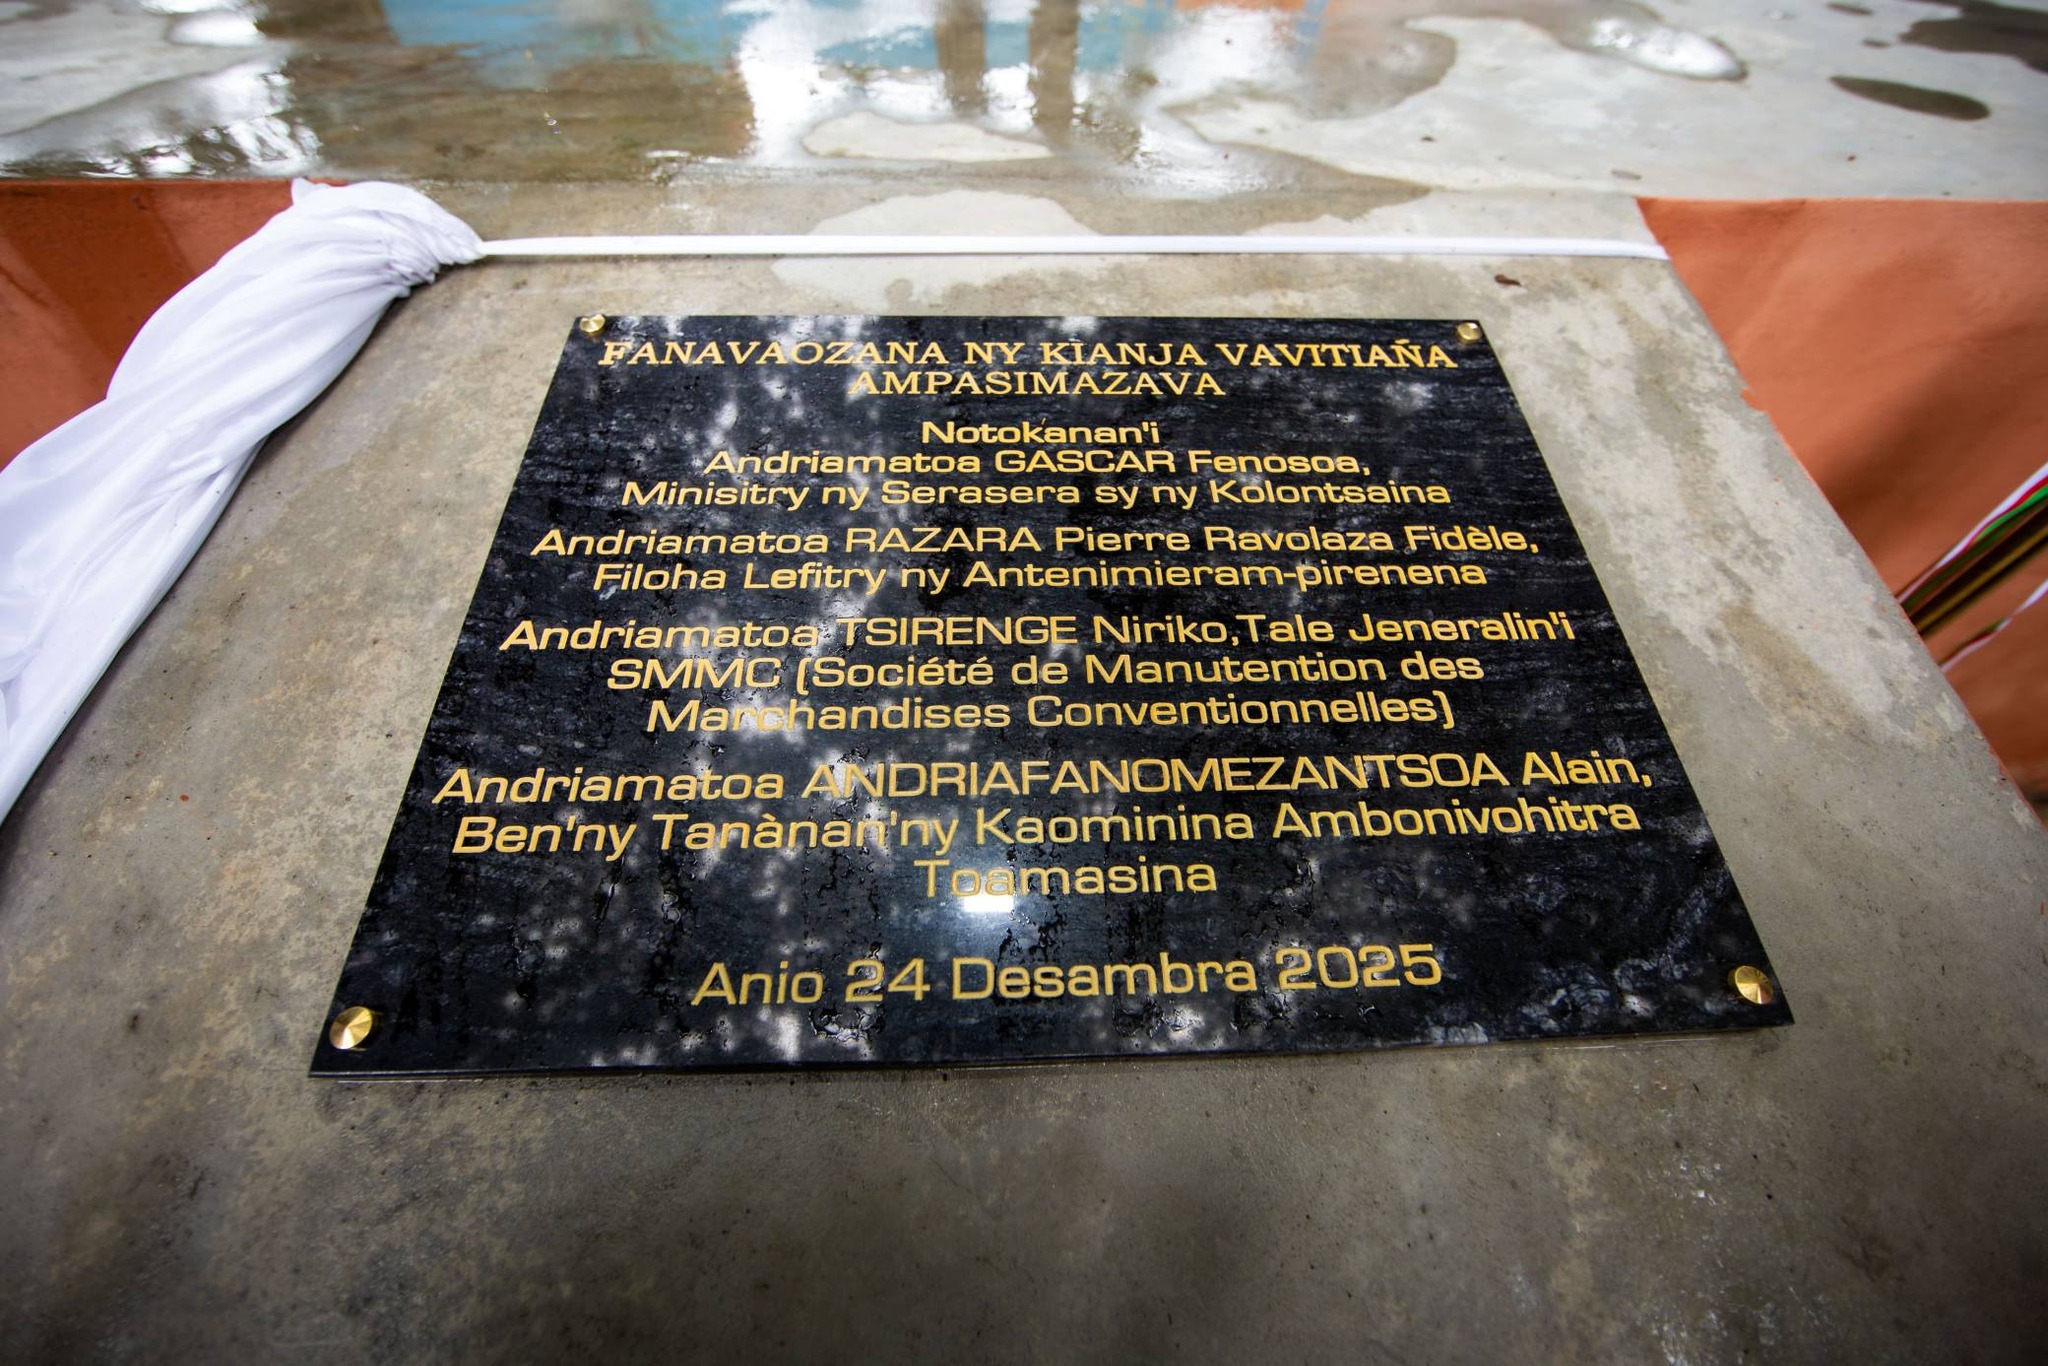 FANAVAOZANA NY KIANJA VAVITIAÑA
AMPASIMAZAVA
Notokanan'i
Andriamatoa GASCAR Fenosoa,
Minisitry ny Serasera sy ny Kolontsaina
Andriamatoa RAZARA Pierre Ravolaza Fidèle,
Filoha Lefitry ny Antenimieram-pirenena
Andriamatoa TSIRENGE Niriko,Tale Jeneralin'i
SMMC (Société de Manutention des
Marchandises Conventionnelles)
Andriamatoa ANDRIAFANOMEZANTSOA Alain,
Ben'ny Tanànan'ny Kaominina Ambonivohitra
Toamasina
Anio 24 Desambra 2025